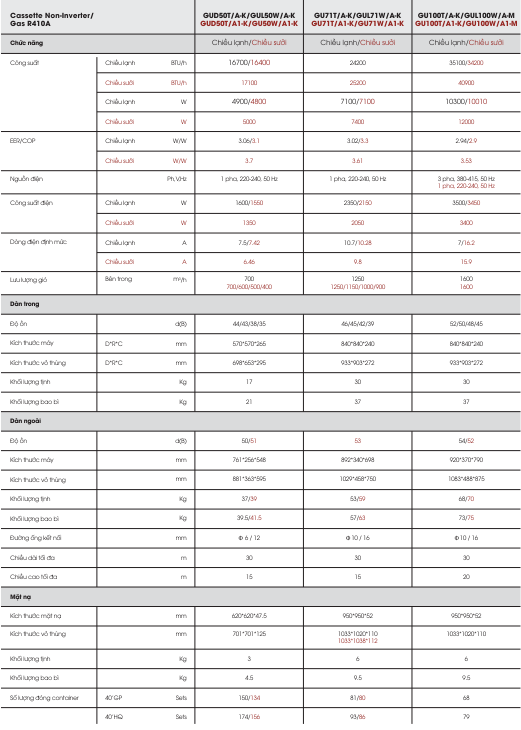 Cassette Non-Inverter/ GUD50T/A-K/GUL50W/A-K GU71T/A-K/GUL71W/A-K GU100T/A-K/GUL100W/A-M
Gas R410A GUD50T/A1-K/GU50W/A1-K GU71T/A1-K/GU71W/A1-K GU100T/A1-K/GU100W/A1-M
Chức năng Chiều lạnh/Chiều sưởi Chiều lạnh/Chiều sưởi Chiều lạnh/Chiều sưởi
Công suất Chiều lạnh BTU/h 16700/16400 24200 35100/34200
Chiều sưởi BTU/h 17100 25200 40900
Chiều lạnh W 4900/4800 7100/7100 10300/10010
Chiều sưởi W 5000 7400 12000
EER/COP Chiều lạnh W/W 3.06/3.1 3.02/3.3 2.94/2.9
Chiều sưởi W/W 3.7 3.61 3.53
Nguồn điện Ph,V,Hz 1 pha, 220-240, 50 Hz 1 pha, 220-240, 50 Hz 3 pha, 380-415, 50 Hz
1 pha, 220-240, 50 Hz
Công suất điện Chiều lạnh W 1600/1550 2350/2150 3500/3450
Chiều sưởi W 1350 2050 3400
Dòng điện định mức Chiều lạnh A 7.5/7.42 10.7/10.28 7/16.2
Chiều sưởi A 6.46 9.8 15.9
Lưu lượng gió Bên trong m³/h 700 1250 1600
700/600/500/400 1250/1150/1000/900 1600
Dàn trong
Độ ồn d(B) 44/43/38/35 46/45/42/39 52/50/48/45
Kích thước máy D*R*C mm 570*570*265 840*840*240 840*840*240
Kích thước vỏ thùng D*R*C mm 698*653*295 933*903*272 933*903*272
Khối lượng tịnh Kg 17 30 30
Khối lượng bao bì Kg 21 37 37
Dàn ngoài
Độ ồn d(B) 50/51 53 54/52
Kích thước máy mm 761*256*548 892*340*698 920*370*790
Kích thước vỏ thùng mm 881*363*595 1029*458*750 1083*488*875
Khối lượng tịnh Kg 37/39 53/59 68/70
Khối lượng bao bì Kg 39.5/41.5 57/63 73/75
Đường ống kết nối mm Φ 6 / 12 Φ 10 / 16 Φ 10 / 16
Chiều dài tối đa m 30 30 30
Chiều cao tối đa m 15 15 20
Mặt nạ
Kích thước mặt nạ mm 620*620*47.5 950*950*52 950*950*52
Kích thước vỏ thùng mm 701*701*125 1033*1020*110 1033*1020*110
1033*1038*112
Khối lượng tịnh Kg 3 6 6
Khối lượng bao bì Kg 4.5 9.5 9.5
Số lượng đóng container 40'GP Sets 150/134 81/80 68
40'HQ Sets 174/156 93/86 79